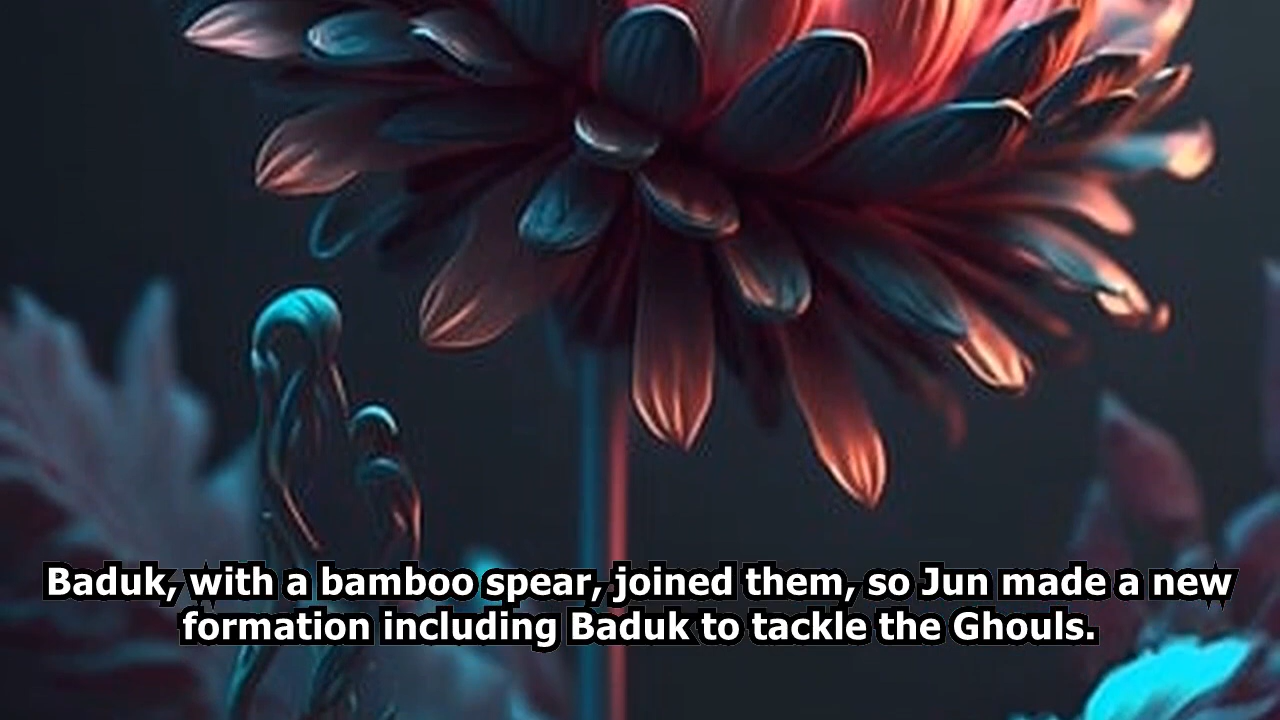 Baduk, with a bamboo spear, joined them, so Jun made a new
formation including Baduk to tackle the Ghouls.